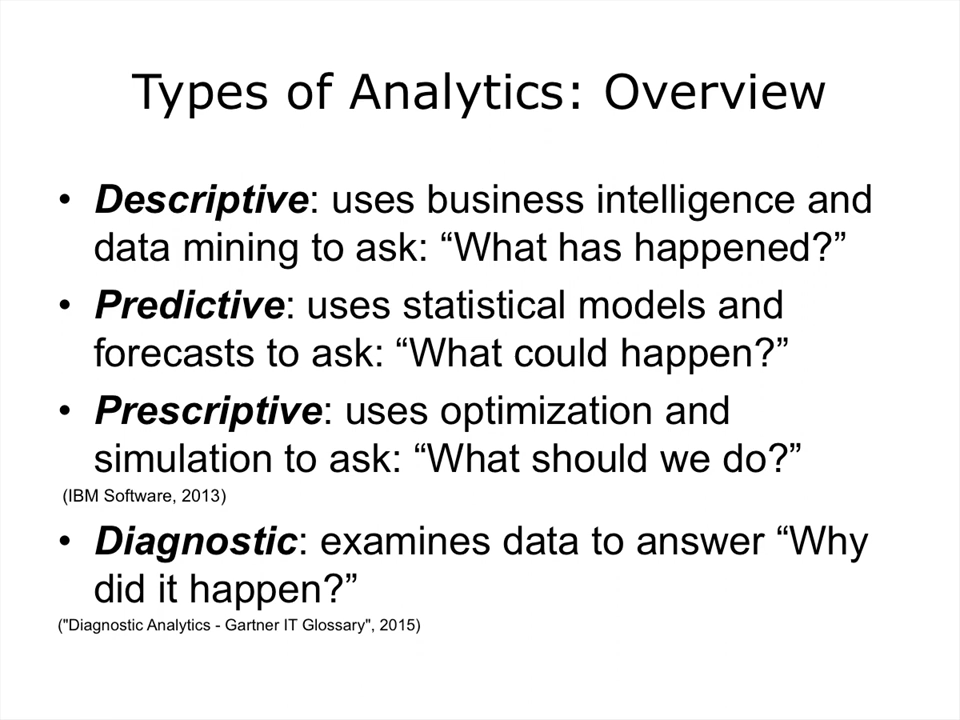 Types of Analytics: Overview
• Descriptive: uses business intelligence and
data mining to ask: “What has happened?”
• Predictive: uses statistical models and
forecasts to ask: “What could happen?”
• Prescriptive: uses optimization and
simulation to ask: “What should we do?”
(IBM Software, 2013)
• Diagnostic: examines data to answer “Why
did it happen?”
("Diagnostic Analytics - Gartner IT Glossary", 2015)